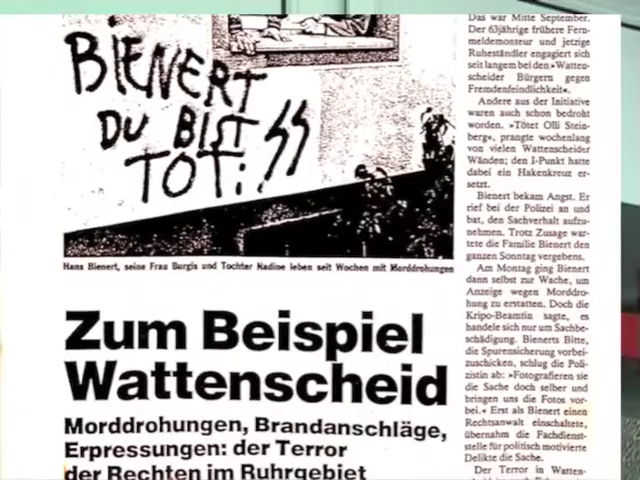 BIENERT
DU BIST
TOT!
Hans Bienert, seine Frau Burgis und Tochter Nadine leben seit Wochen mit Morddrohungen
Zum Beispiel
Wattenscheid
Morddrohungen, Brandanschläge,
Erpressungen: der Terror
der Rechten im Ruhrgebiet
Das war Mitte September.
Der 63jährige frühere Fern-
meldemonteur und jetzige
Ruheständler engagiert sich
seit langem bei den »Watten-
scheider Bürgern gegen
Fremdenfeindlichkeit«.
Andere aus der Initiative
waren auch schon bedroht
worden. »Tötet Olli Stein-
berg«, prangte wochenlang
von vielen Wattenscheider
Wänden; den I-Punkt hatte
dabei ein Hakenkreuz er-
setzt.
Bienert bekam Angst. Er
rief bei der Polizei an und
bat, den Sachverhalt aufzu-
nehmen. Trotz Zusage war-
tete die Familie Bienert den
ganzen Sonntag vergebens.
Am Montag ging Bienert
dann selbst zur Wache, um
Anzeige wegen Morddro-
hung zu erstatten. Doch die
Kripo-Beamtin sagte, es
handele sich nur um Sachbe-
schädigung. Bienerts Bitte,
die Spurensicherung vorbei-
zuschicken, schlug die Poli-
zistin ab: »Fotografieren sie
die Sache doch selber und
bringen uns die Fotos vor-
bei.« Erst als Bienert einen
Rechtsanwalt einschaltete,
übernahm die Fachdienst-
stelle für politisch motivierte
Delikte die Sache.
Der Terror in Watten-